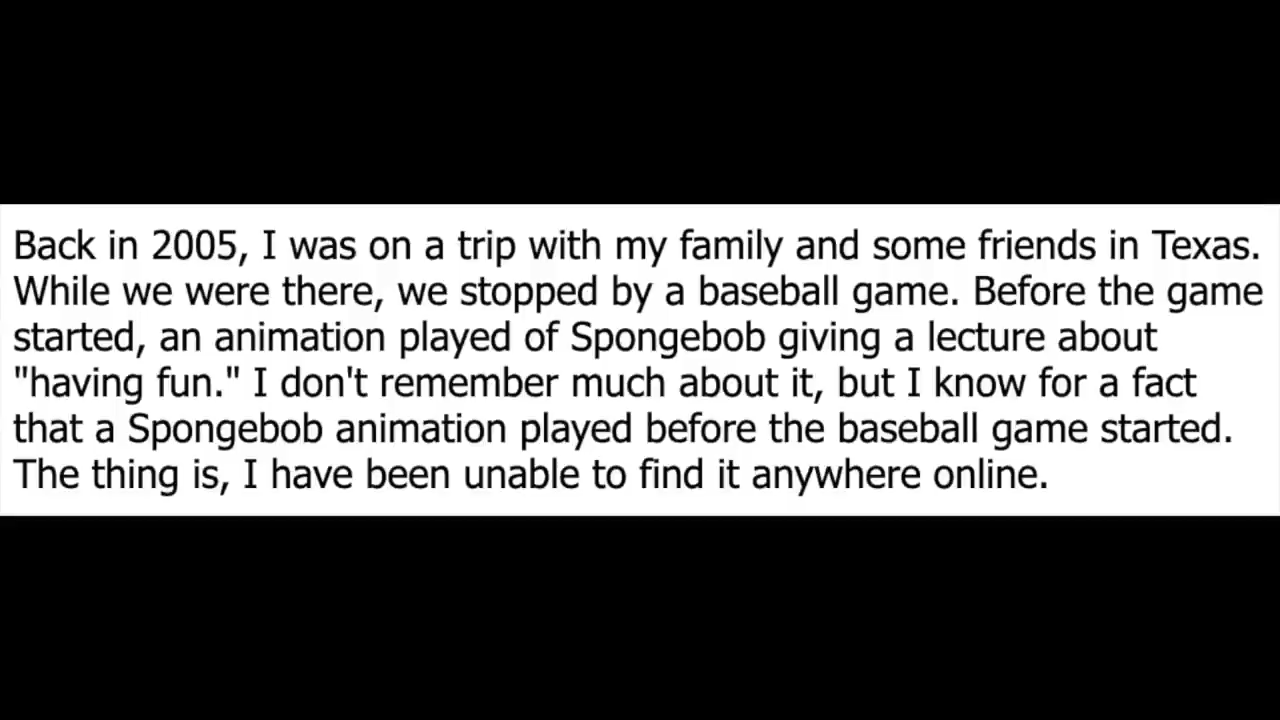 Back in 2005, I was on a trip with my family and some friends in Texas.
While we were there, we stopped by a baseball game. Before the game
started, an animation played of Spongebob giving a lecture about
"having fun." I don't remember much about it, but I know for a fact
that a Spongebob animation played before the baseball game started.
The thing is, I have been unable to find it anywhere online.